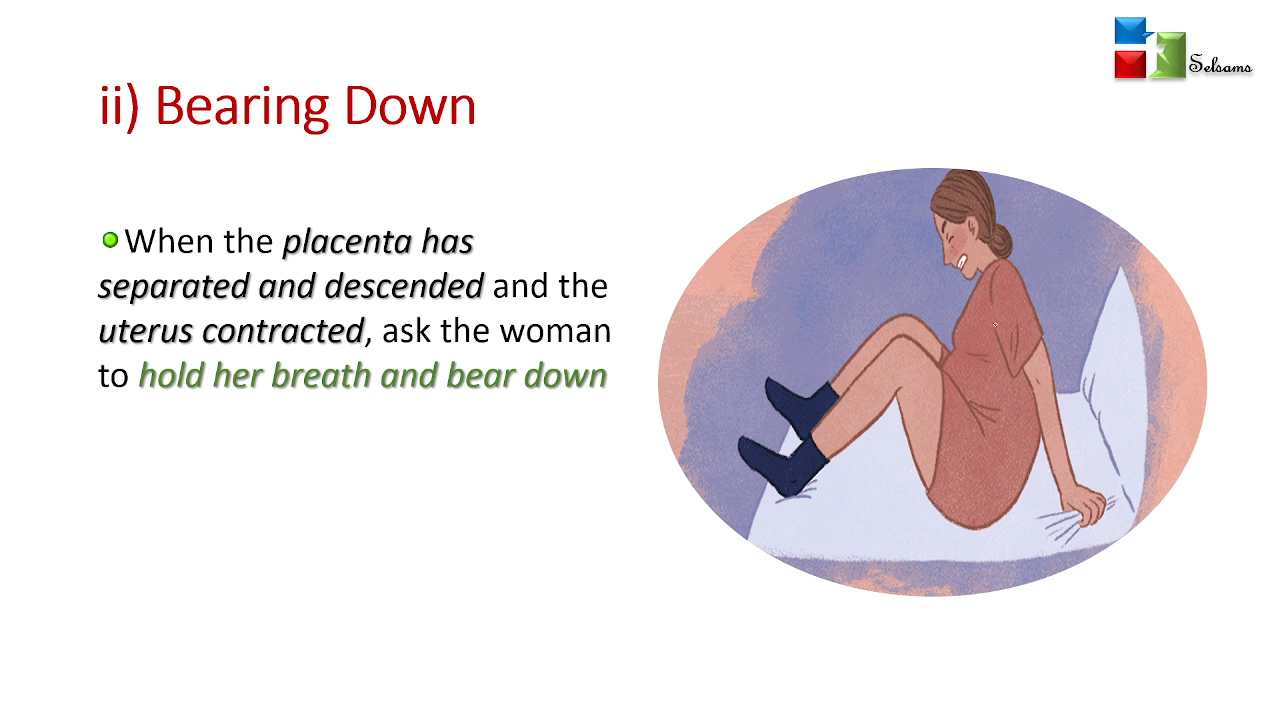 Selsams
ii) Bearing Down
When the placenta has
separated and descended and the
uterus contracted, ask the woman
to hold her breath and bear down